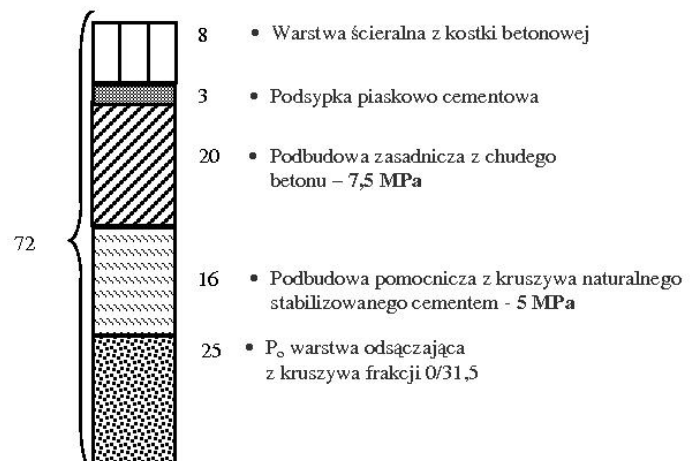 8 • Warstwa ścieralna z kostki betonowej
3 • Podsypka piaskowo cementowa
20 • Podbudowa zasadnicza z chudego
betonu – 7,5 MPa
72
16 • Podbudowa pomocnicza z kruszywa naturalnego
stabilizowanego cementem - 5 MPa
25 • Po warstwa odsączająca
z kruszywa frakcji 0/31,5